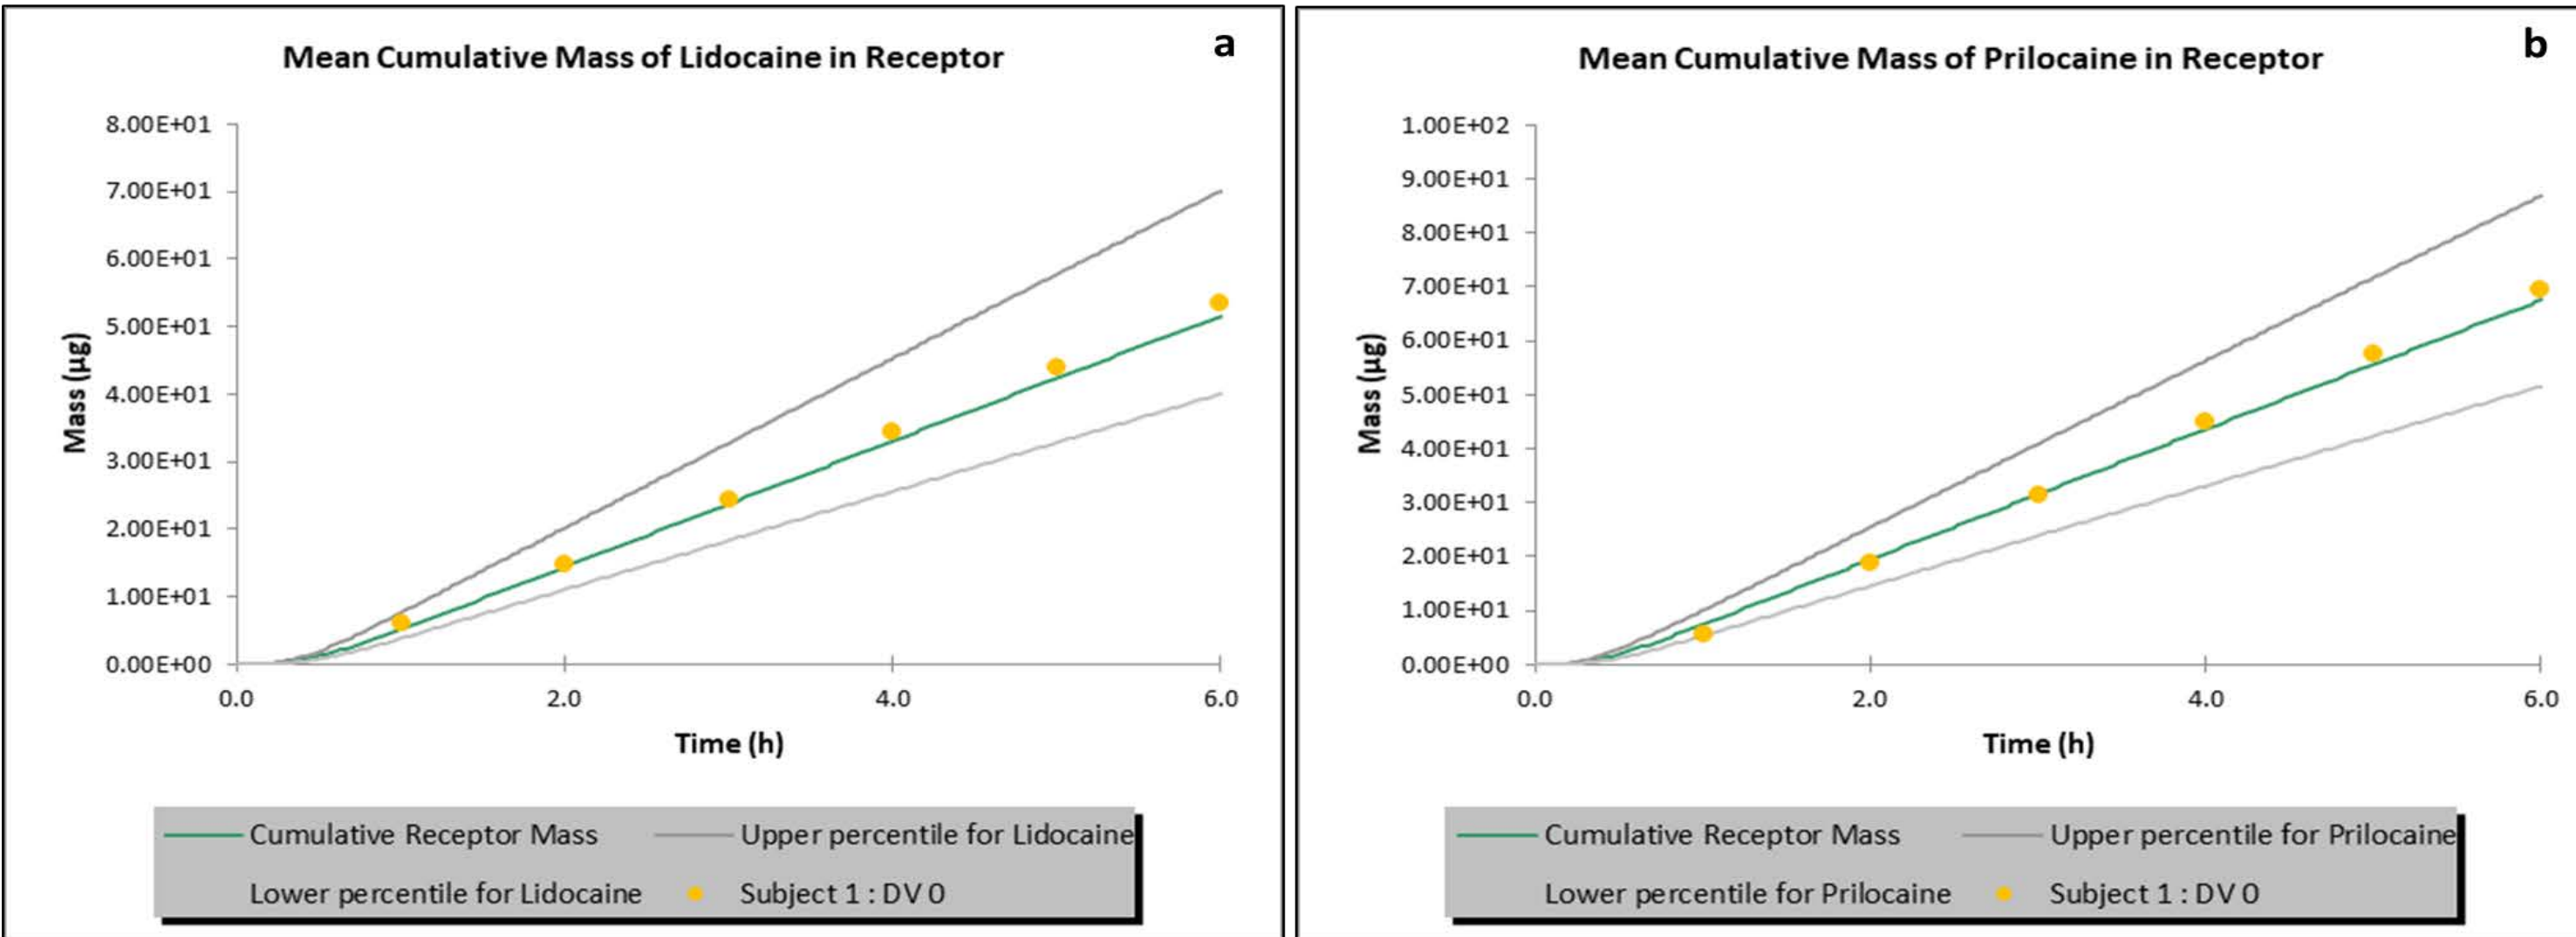 a
Mean Cumulative Mass of Lidocaine in Receptor
8.00E+01
7.00E+01
6.00E+01
5.00E+01
4.00E+01
3.00E+01
2.00E+01
1.00E+01
0.00E+00
Mass (µg)
0.0 2.0 4.0 6.0
Time (h)
Cumulative Receptor Mass Upper percentile for Lidocaine
Lower percentile for Lidocaine Subject 1 : DV 0
b
Mean Cumulative Mass of Prilocaine in Receptor
1.00E+02
9.00E+01
8.00E+01
7.00E+01
6.00E+01
5.00E+01
4.00E+01
3.00E+01
2.00E+01
1.00E+01
0.00E+00
Mass (µg)
0.0 2.0 4.0 6.0
Time (h)
Cumulative Receptor Mass Upper percentile for Prilocaine
Lower percentile for Prilocaine Subject 1 : DV 0